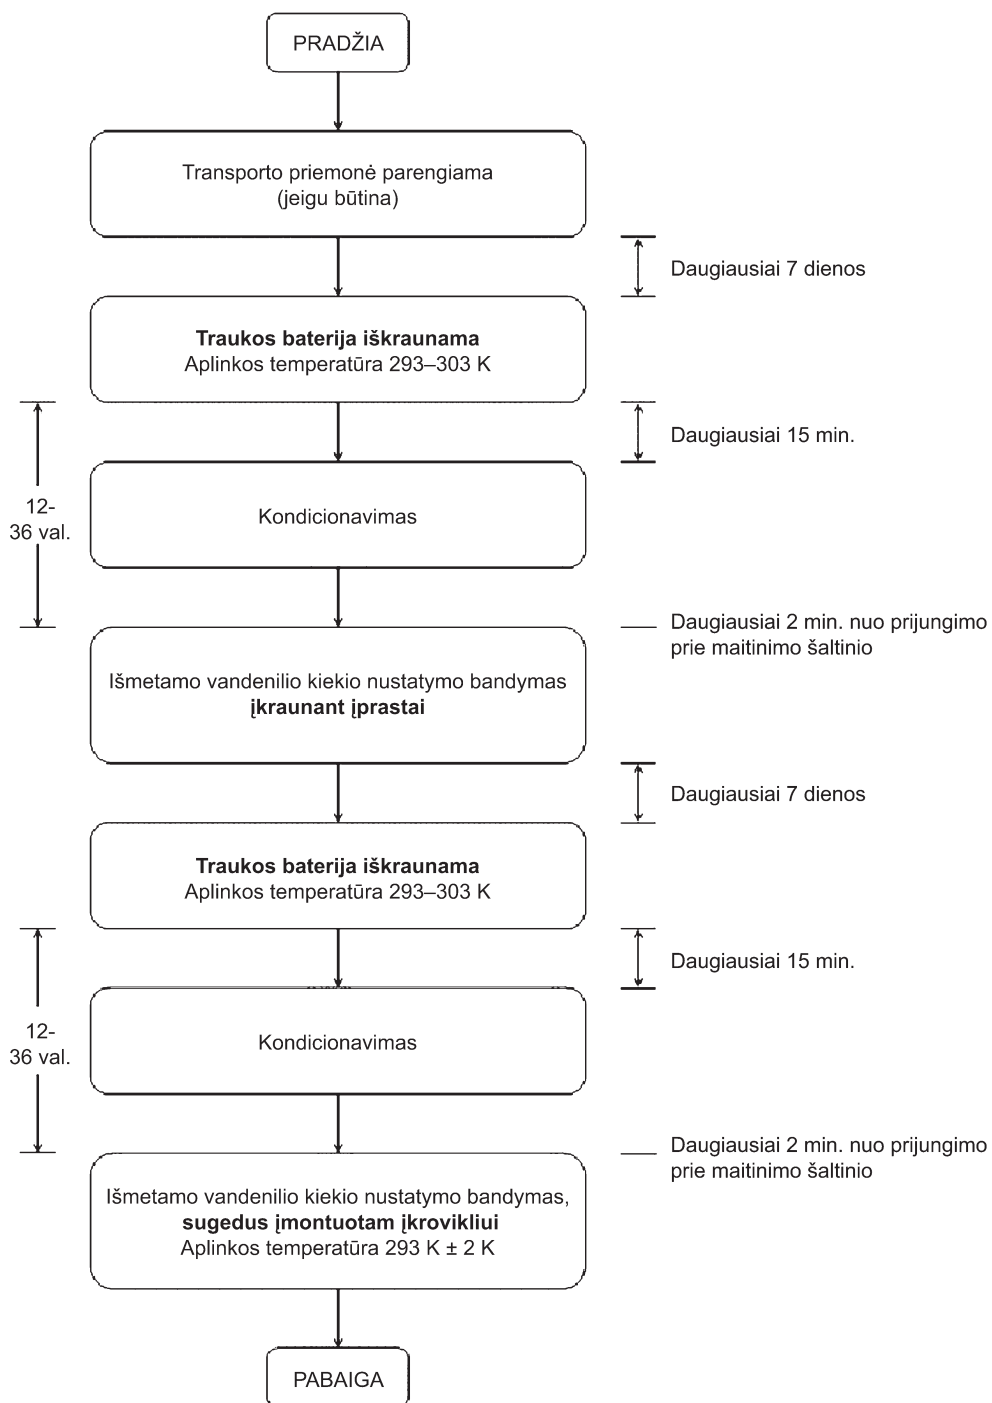 PRADŽIA
Transporto priemonė parengiama
(jeigu būtina)
Daugiausiai 7 dienos
Traukos baterija iškraunama
Aplinkos temperatūra 293–303 K
Daugiausiai 15 min.
12-
36 val.
Kondicionavimas
Daugiausiai 2 min. nuo prijungimo
prie maitinimo šaltinio
Išmetamo vandenilio kiekio nustatymo bandymas
įkraunant įprastai
Daugiausiai 7 dienos
Traukos baterija iškraunama
Aplinkos temperatūra 293–303 K
Daugiausiai 15 min.
12-
36 val.
Kondicionavimas
Daugiausiai 2 min. nuo prijungimo
prie maitinimo šaltinio
Išmetamo vandenilio kiekio nustatymo bandymas,
sugedus įmontuotam įkrovikliui
Aplinkos temperatūra 293 K ± 2 K
PABAIGA